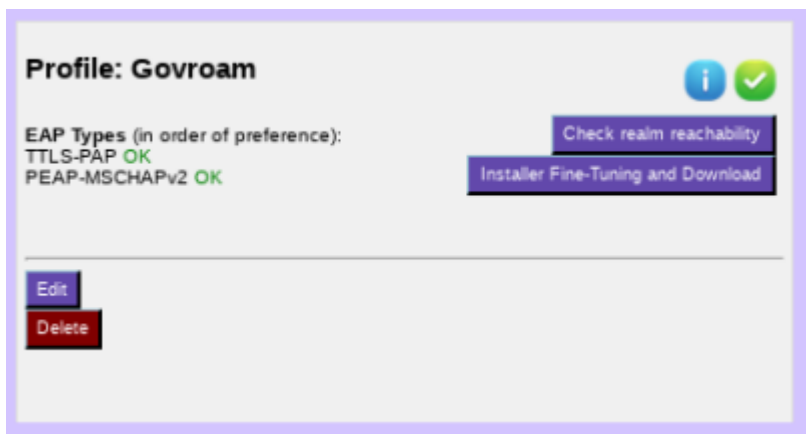 Profile: Govroam
EAP Types (in order of preference):
TTLS-PAP OK
PEAP-MSCHAPv2 OK
Check realm reachability
Installer Fine-Tuning and Download
Edit
Delete